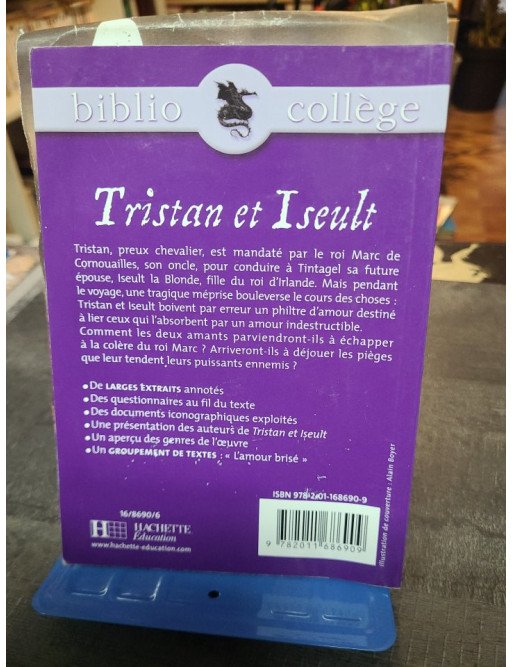 biblio collège
Tristan et Iseult
Tristan, preux chevalier, est mandaté par le roi Marc de
Cornouailles, son oncle, pour conduire à Tintagel sa future
épouse, Iseult la Blonde, fille du roi d'Irlande. Mais pendant
le voyage, une tragique méprise bouleverse le cours des choses :
Tristan et Iseult boivent par erreur un philtre d'amour destiné
à lier ceux qui l'absorbent par un amour indestructible.
Comment les deux amants parviendront-ils à échapper
à la colère du roi Marc ? Arriveront-ils à déjouer les pièges
que leur tendent leurs puissants ennemis ?
• De LARGES EXTRAITS annotés
• Des questionnaires au fil du texte
• Des documents iconographiques exploités
• Une présentation des auteurs de Tristan et Iseult
• Un aperçu des genres de l'œuvre
• Un GROUPEMENT DE TEXTES : « L'amour brisé »
Illustration de couverture : Alain Boyer
ISBN 978-2-01-168690-9
16/8690/6
H HACHETTE
Éducation
www.hachette-education.com
9 782011 686909